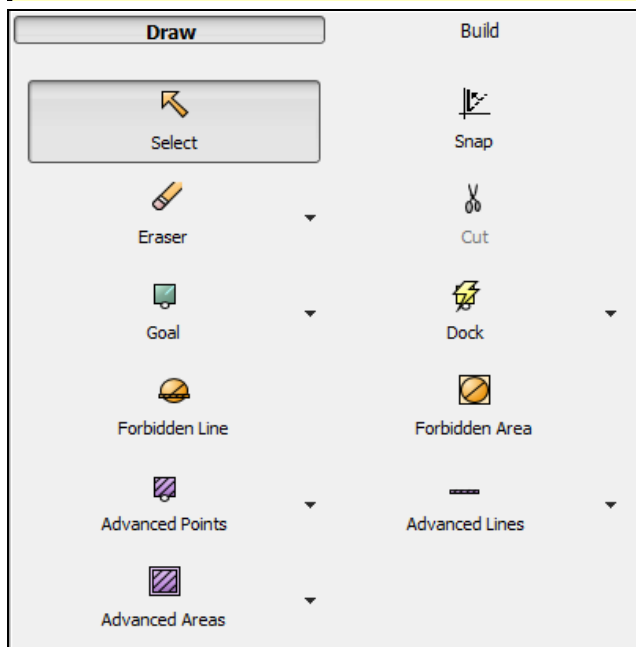 Draw Build
Select Snap
Eraser Cut
Goal Dock
Forbidden Line Forbidden Area
Advanced Points Advanced Lines
Advanced Areas